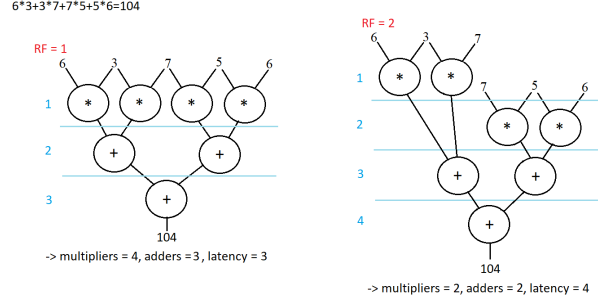 6*3+3*7+7*5+5*6=104
RF = 1
6 3 7 5 6
1 * * * *
2 + +
3 +
104
-> multipliers = 4, adders =3 , latency = 3
RF = 2
6 3 7
1 * *
7 5 6
2 * *
3 + +
4 +
104
-> multipliers = 2, adders = 2, latency = 4